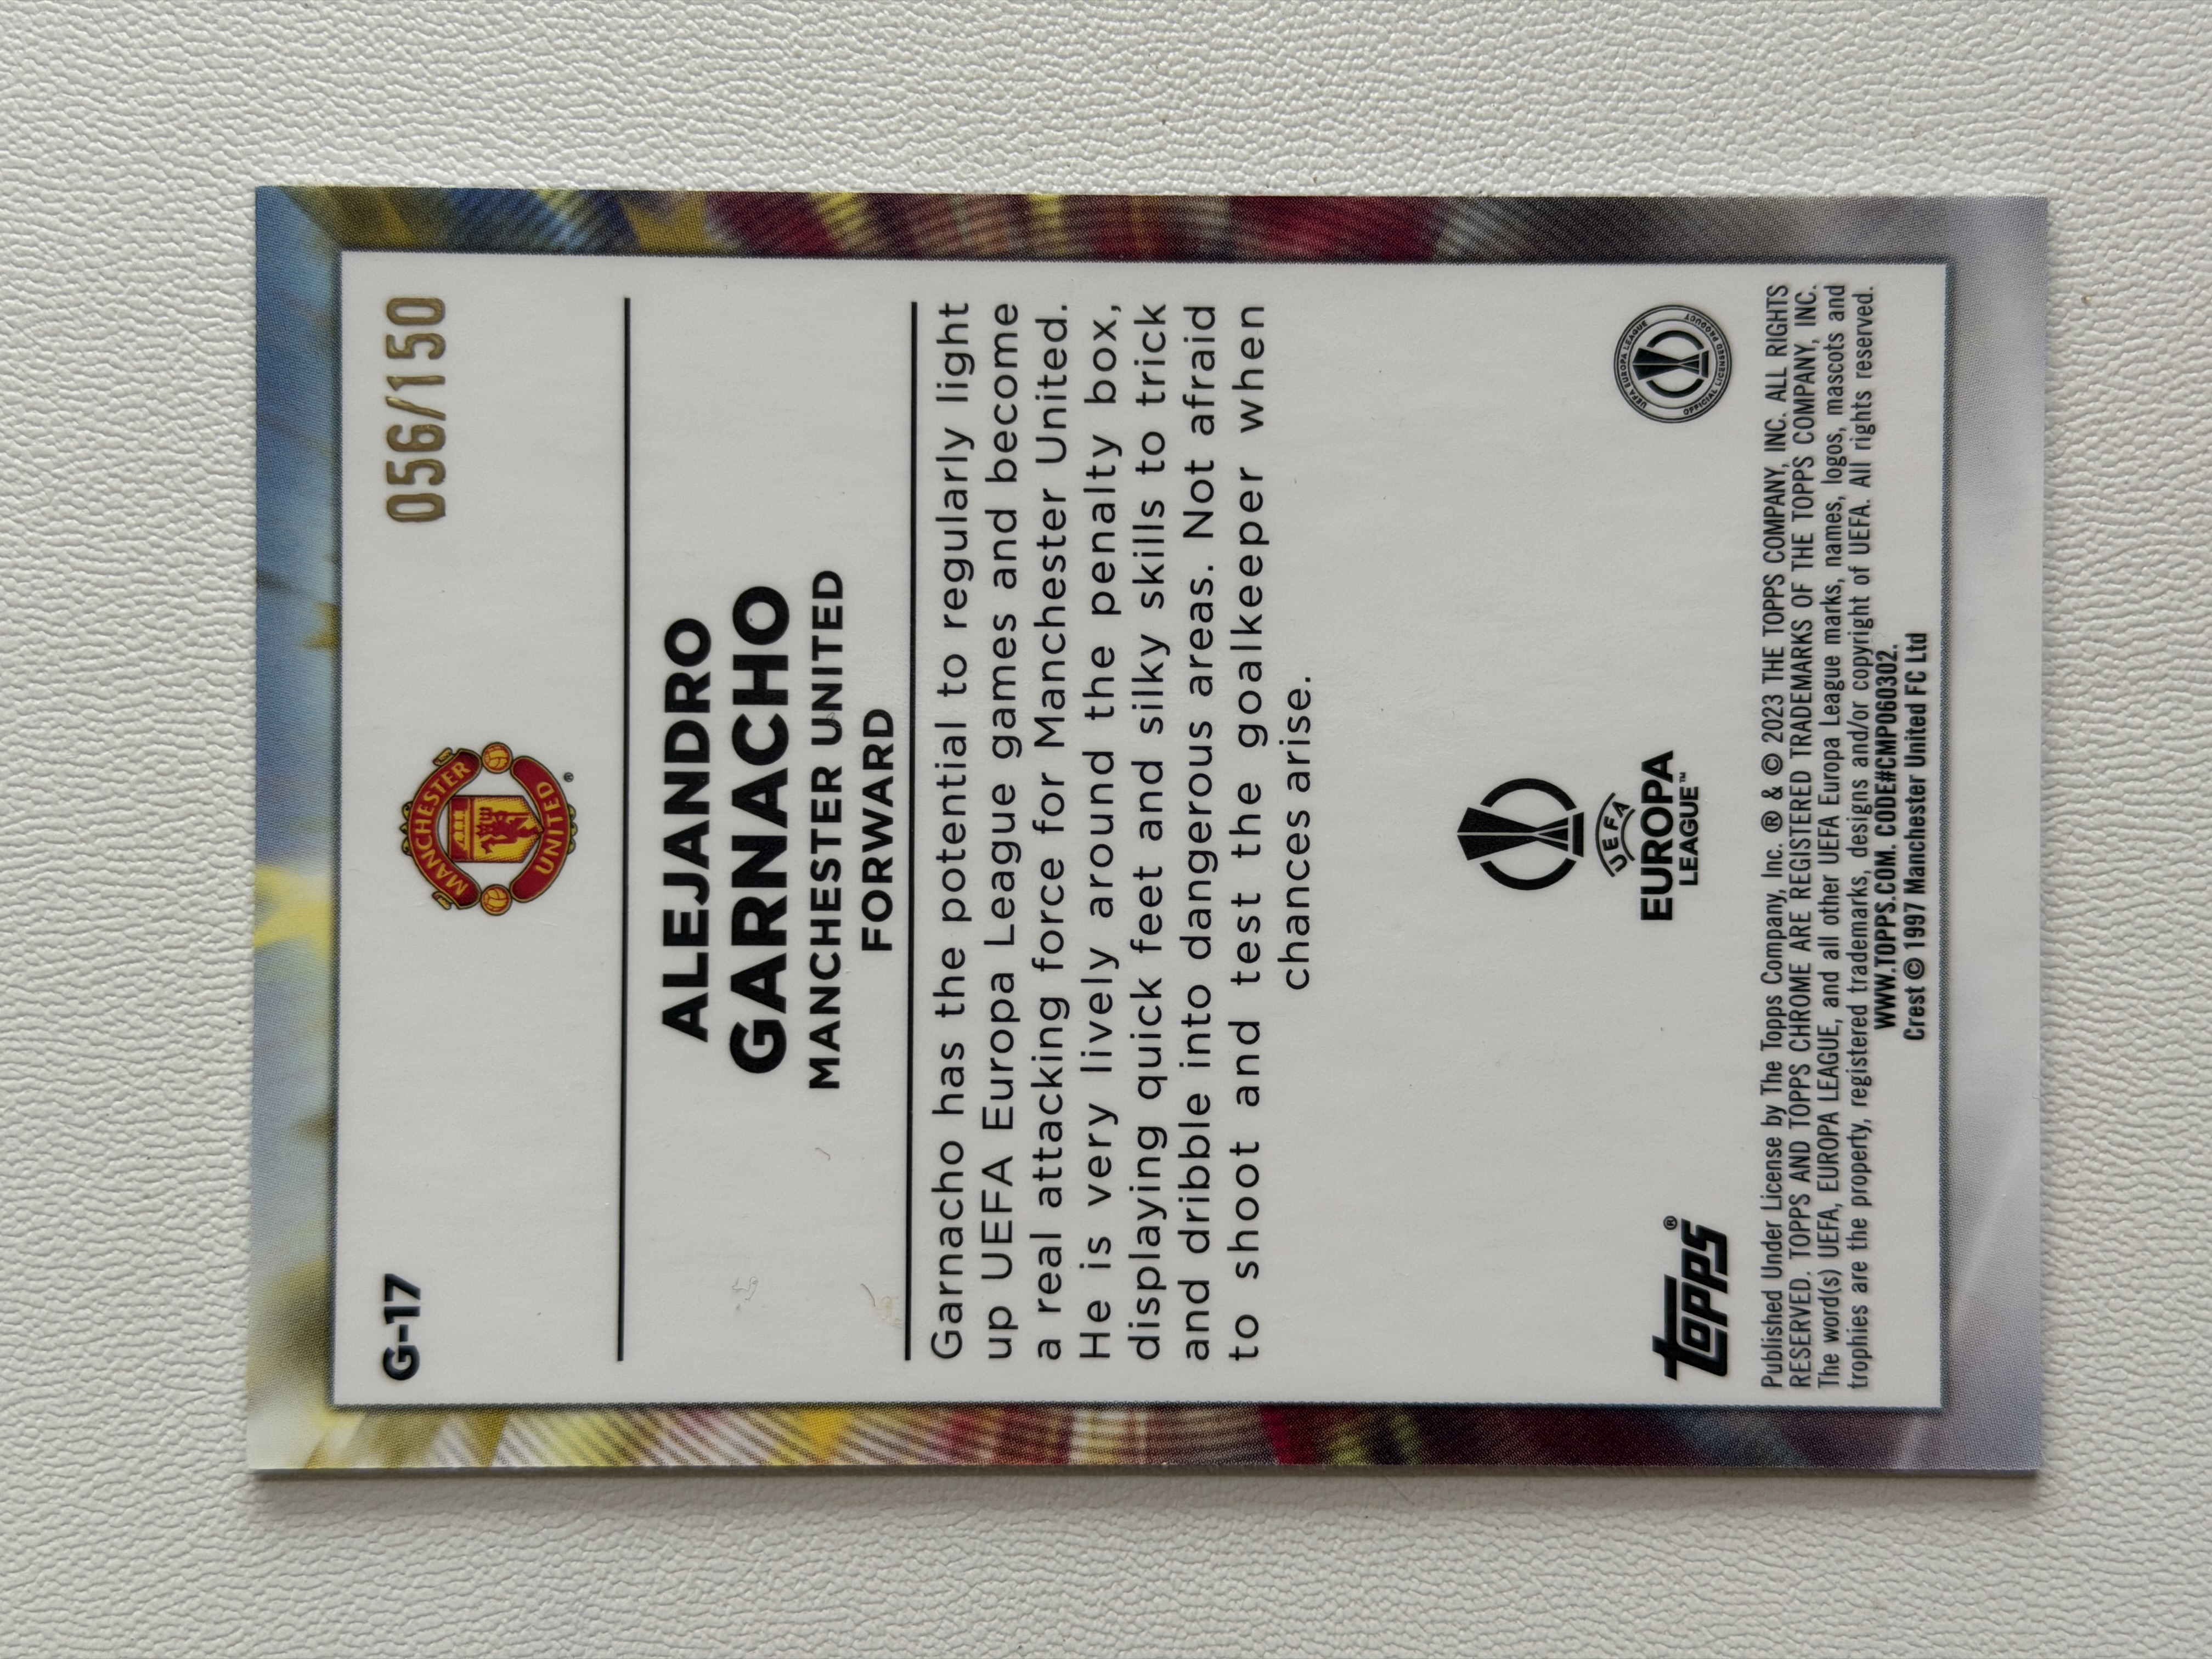 G-17
056/150
MANCHESTER
UNITED
®
ALEJANDRO
GARNACHO
MANCHESTER UNITED
FORWARD
Garnacho has the potential to regularly light
up UEFA Europa League games and become
a real attacking force for Manchester United.
He is very lively around the penalty box,
displaying quick feet and silky skills to trick
and dribble into dangerous areas. Not afraid
to shoot and test the goalkeeper when
chances arise.
UEFA
EUROPA
LEAGUE™
topps®
UEFA EUROPA LEAGUE
OFFICIAL LICENSED PRODUCT
Published Under License by The Topps Company, Inc. ® & © 2023 THE TOPPS COMPANY, INC. ALL RIGHTS
RESERVED. TOPPS AND TOPPS CHROME ARE REGISTERED TRADEMARKS OF THE TOPPS COMPANY, INC.
The word(s) UEFA, EUROPA LEAGUE, and all other UEFA Europa League marks, names, logos, mascots and
trophies are the property, registered trademarks, designs and/or copyright of UEFA. All rights reserved.
WWW.TOPPS.COM. CODE#CMP060302.
Crest © 1997 Manchester United FC Ltd